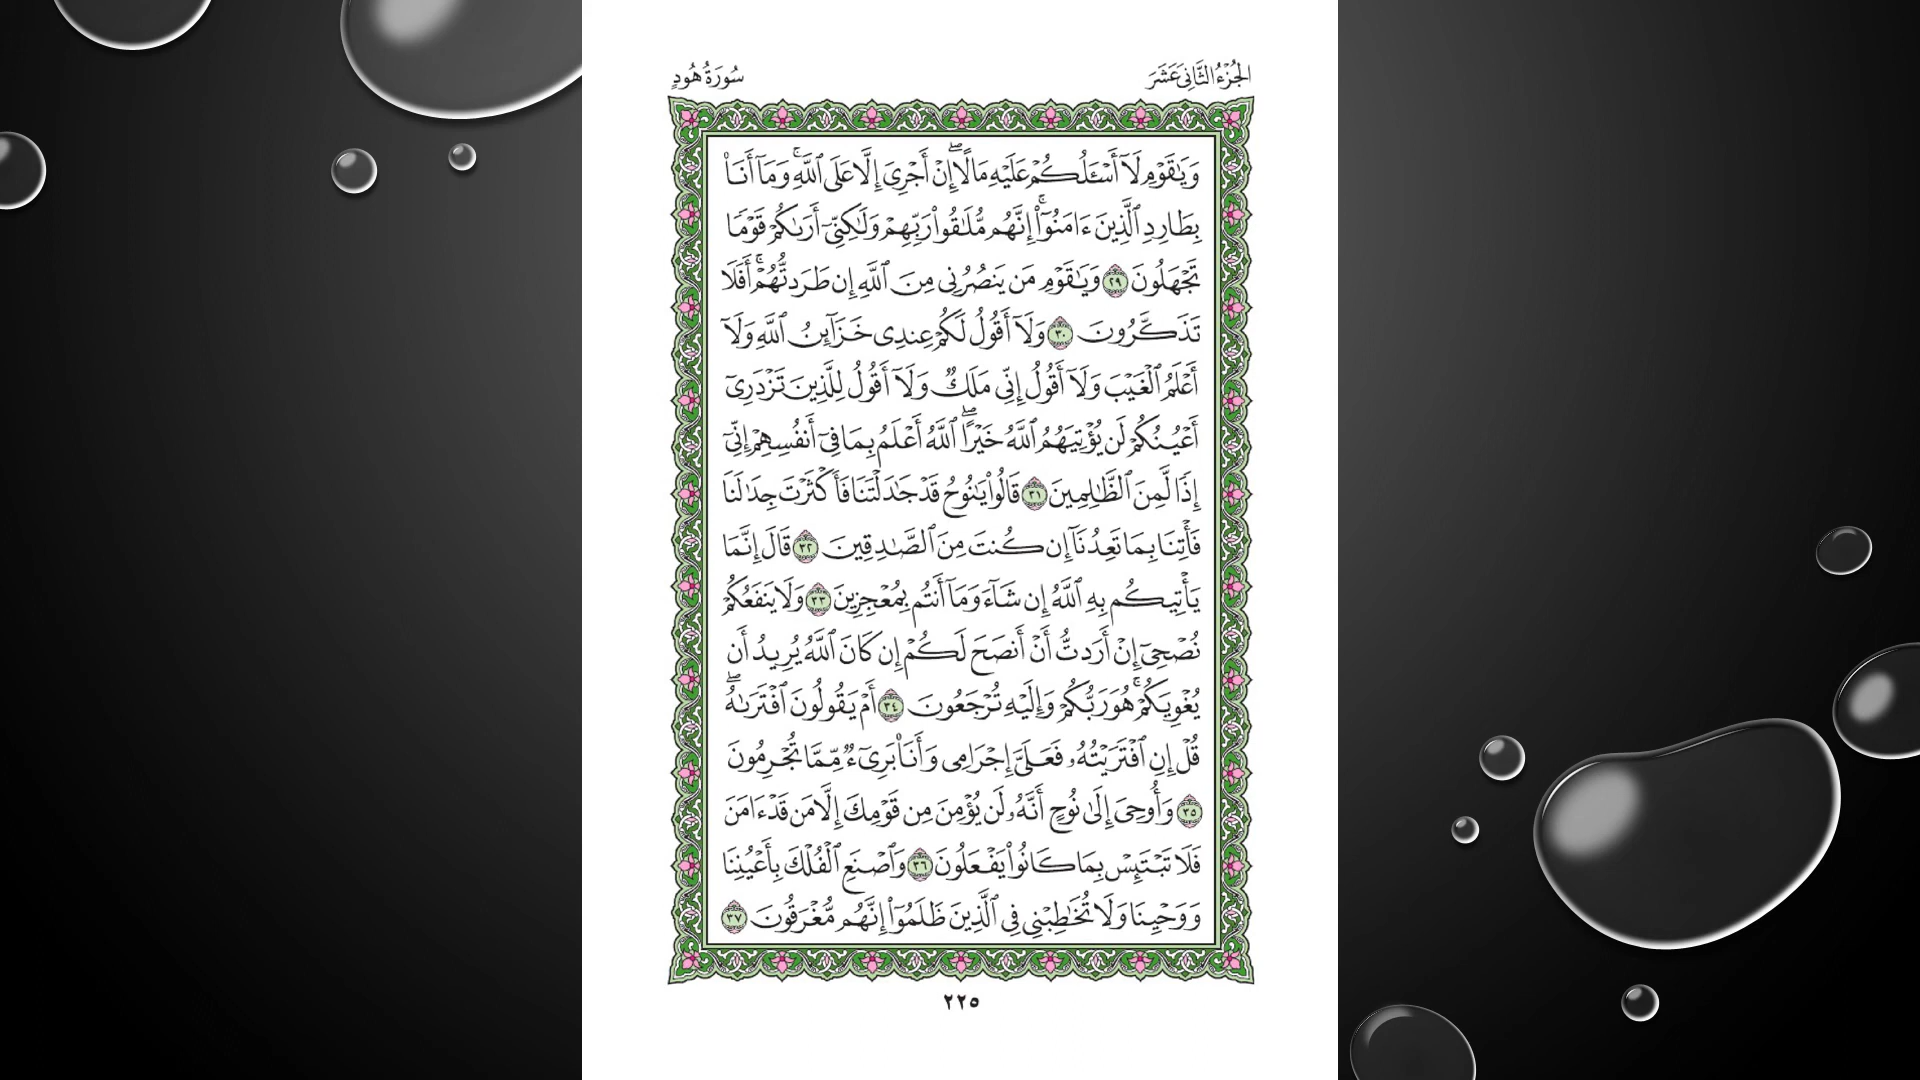 الجزء الثاني عشر
سورة هود
وَيَٰقَوْمِ لَآ أَسْـَٔلُكُمْ عَلَيْهِ مَالًا ۖ إِنْ أَجْرِىَ إِلَّا عَلَى ٱللَّهِ ۚ وَمَآ أَنَا۠
بِطَارِدِ ٱلَّذِينَ ءَامَنُوٓا۟ ۚ إِنَّهُم مُّلَٰقُوا۟ رَبِّهِمْ وَلَٰكِنِّىٓ أَرَىٰكُمْ قَوْمًا
تَجْهَلُونَ ٢٩ وَيَٰقَوْمِ مَن يَنصُرُنِى مِنَ ٱللَّهِ إِن طَرَدتُّهُمْ ۚ أَفَلَا
تَذَكَّرُونَ ٣٠ وَلَآ أَقُولُ لَكُمْ عِندِى خَزَآئِنُ ٱللَّهِ وَلَآ
أَعْلَمُ ٱلْغَيْبَ وَلَآ أَقُولُ إِنِّى مَلَكٌ وَلَآ أَقُولُ لِلَّذِينَ تَزْدَرِىٓ
أَعْيُنُكُمْ لَن يُؤْتِيَهُمُ ٱللَّهُ خَيْرًا ۖ ٱللَّهُ أَعْلَمُ بِمَا فِىٓ أَنفُسِهِمْ إِنِّىٓ
إِذًا لَّمِنَ ٱلظَّٰلِمِينَ ٣١ قَالُوا۟ يَٰنُوحُ قَدْ جَٰدَلْتَنَا فَأَكْثَرْتَ جِدَٰلَنَا
فَأْتِنَا بِمَا تَعِدُنَآ إِن كُنتَ مِنَ ٱلصَّٰدِقِينَ ٣٢ قَالَ إِنَّمَا
يَأْتِيكُم بِهِ ٱللَّهُ إِن شَآءَ وَمَآ أَنتُم بِمُعْجِزِينَ ٣٣ وَلَا يَنفَعُكُمْ
نُصْحِىٓ إِنْ أَرَدتُّ أَنْ أَنصَحَ لَكُمْ إِن كَانَ ٱللَّهُ يُرِيدُ أَن
يُغْوِيَكُمْ ۚ هُوَ رَبُّكُمْ وَإِلَيْهِ تُرْجَعُونَ ٣٤ أَمْ يَقُولُونَ ٱفْتَرَىٰهُ ۖ
قُلْ إِنِ ٱفْتَرَيْتُهُۥ فَعَلَىَّ إِجْرَامِى وَأَنَا۠ بَرِىٓءٌ مِّمَّا تُجْرِمُونَ
٣٥ وَأُوحِىَ إِلَىٰ نُوحٍ أَنَّهُۥ لَن يُؤْمِنَ مِن قَوْمِكَ إِلَّا مَن قَدْ ءَامَنَ
فَلَا تَبْتَئِسْ بِمَا كَانُوا۟ يَفْعَلُونَ ٣٦ وَٱصْنَعِ ٱلْفُلْكَ بِأَعْيُنِنَا
وَوَحْيِنَا وَلَا تُخَٰطِبْنِى فِى ٱلَّذِينَ ظَلَمُوٓا۟ إِنَّهُم مُّغْرَقُونَ ٣٧
٢٢٥